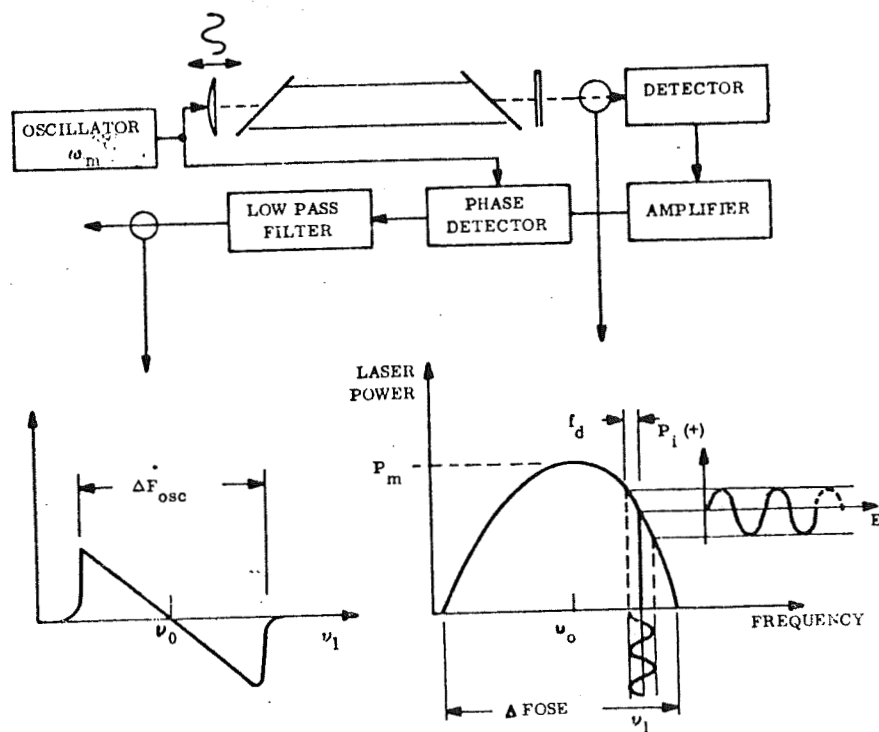 DETECTOR
OSCILLATOR
ω_m
LOW PASS
FILTER
PHASE
DETECTOR
AMPLIFIER
LASER
POWER
f_d
P_i (+)
P_m
ΔF_osc
E
ν_0
ν_1
ν_o
FREQUENCY
Δ FOSE
ν_1